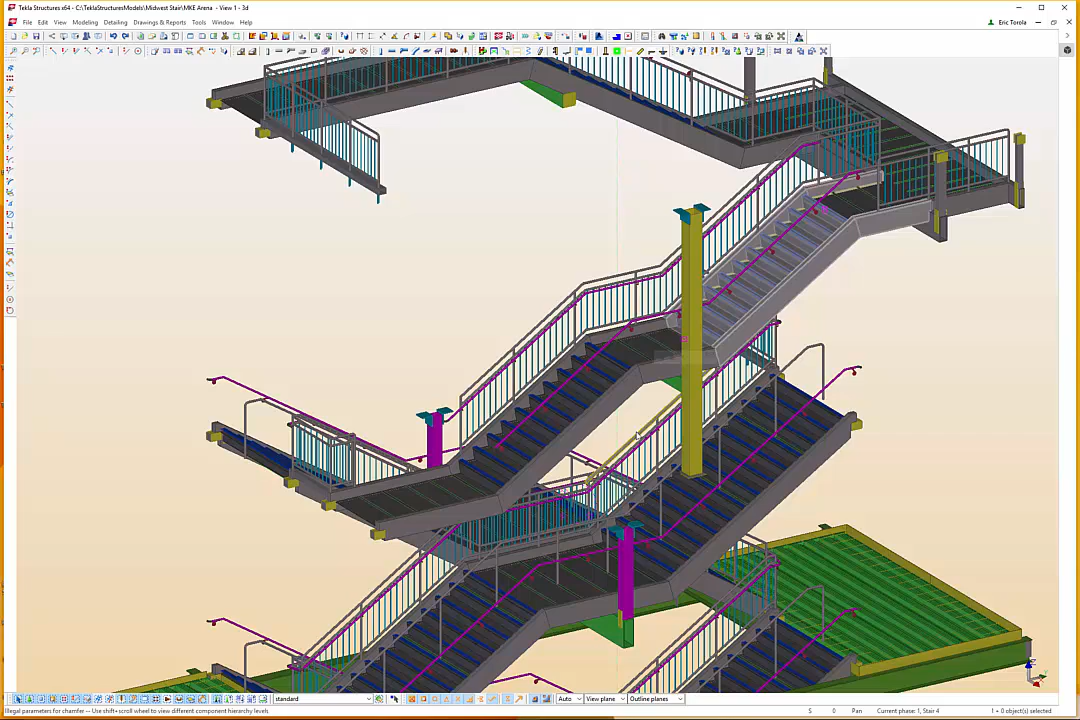 Tekla Structures x64 - C:\TeklaStructuresModels\Midwest Stair\MKE Arena - View 1 - 3d
File Edit View Modeling Detailing Drawings & Reports Tools Window Help
Eric Torola
standard
Auto
View plane
Outline planes
Illegal parameters for chamfer -- Use shift+scroll wheel to view different component hierarchy levels.
S 0 Pan Current phase: 1, Stair 4 1 + 0 object(s) selected